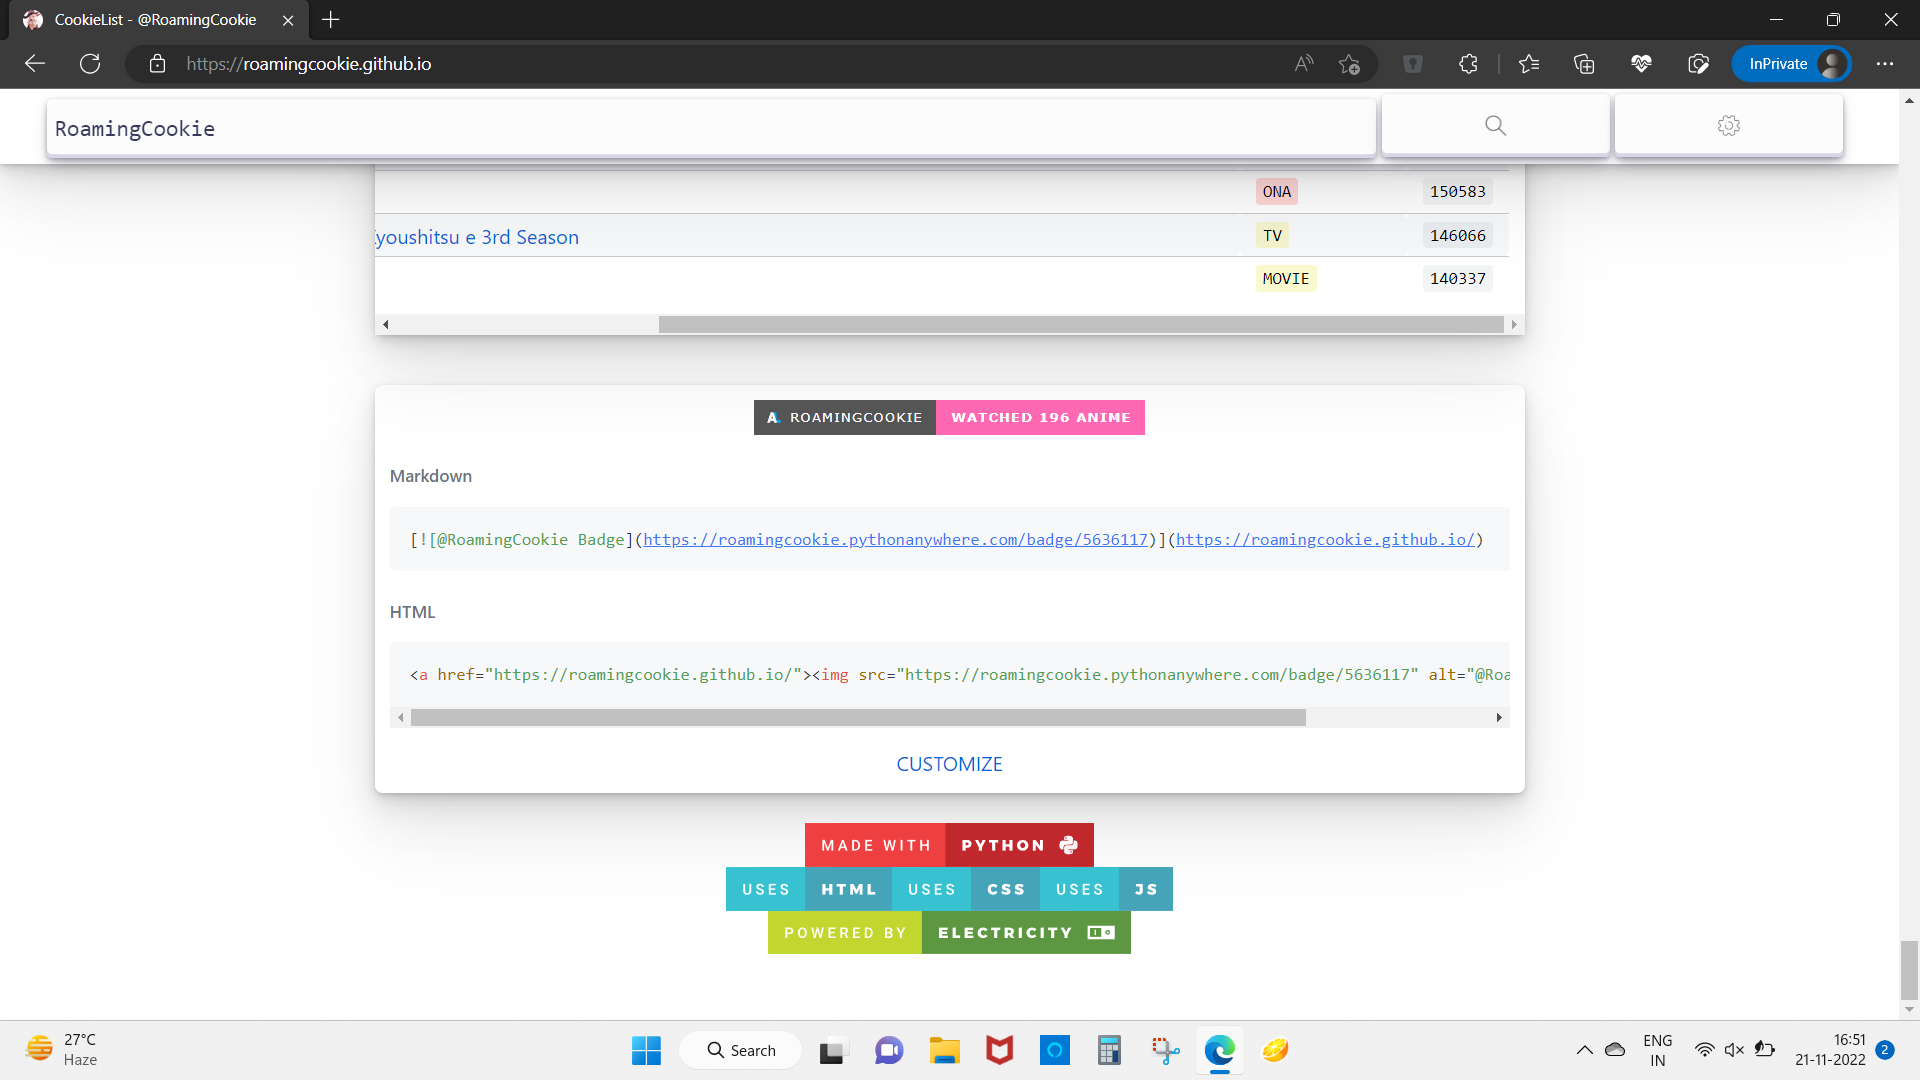 CookieList - @RoamingCookie
https://roamingcookie.github.io
InPrivate
RoamingCookie
ONA 150583
youshitsu e 3rd Season TV 146066
MOVIE 140337
A. ROAMINGCOOKIE WATCHED 196 ANIME
Markdown
[![@RoamingCookie Badge](https://roamingcookie.pythonanywhere.com/badge/5636117)](https://roamingcookie.github.io/)
HTML
<a href="https://roamingcookie.github.io/"><img src="https://roamingcookie.pythonanywhere.com/badge/5636117" alt="@Roa
CUSTOMIZE
MADE WITH PYTHON
USES HTML USES CSS USES JS
POWERED BY ELECTRICITY
27°C
Haze
Search
ENG
IN
16:51
21-11-2022
2